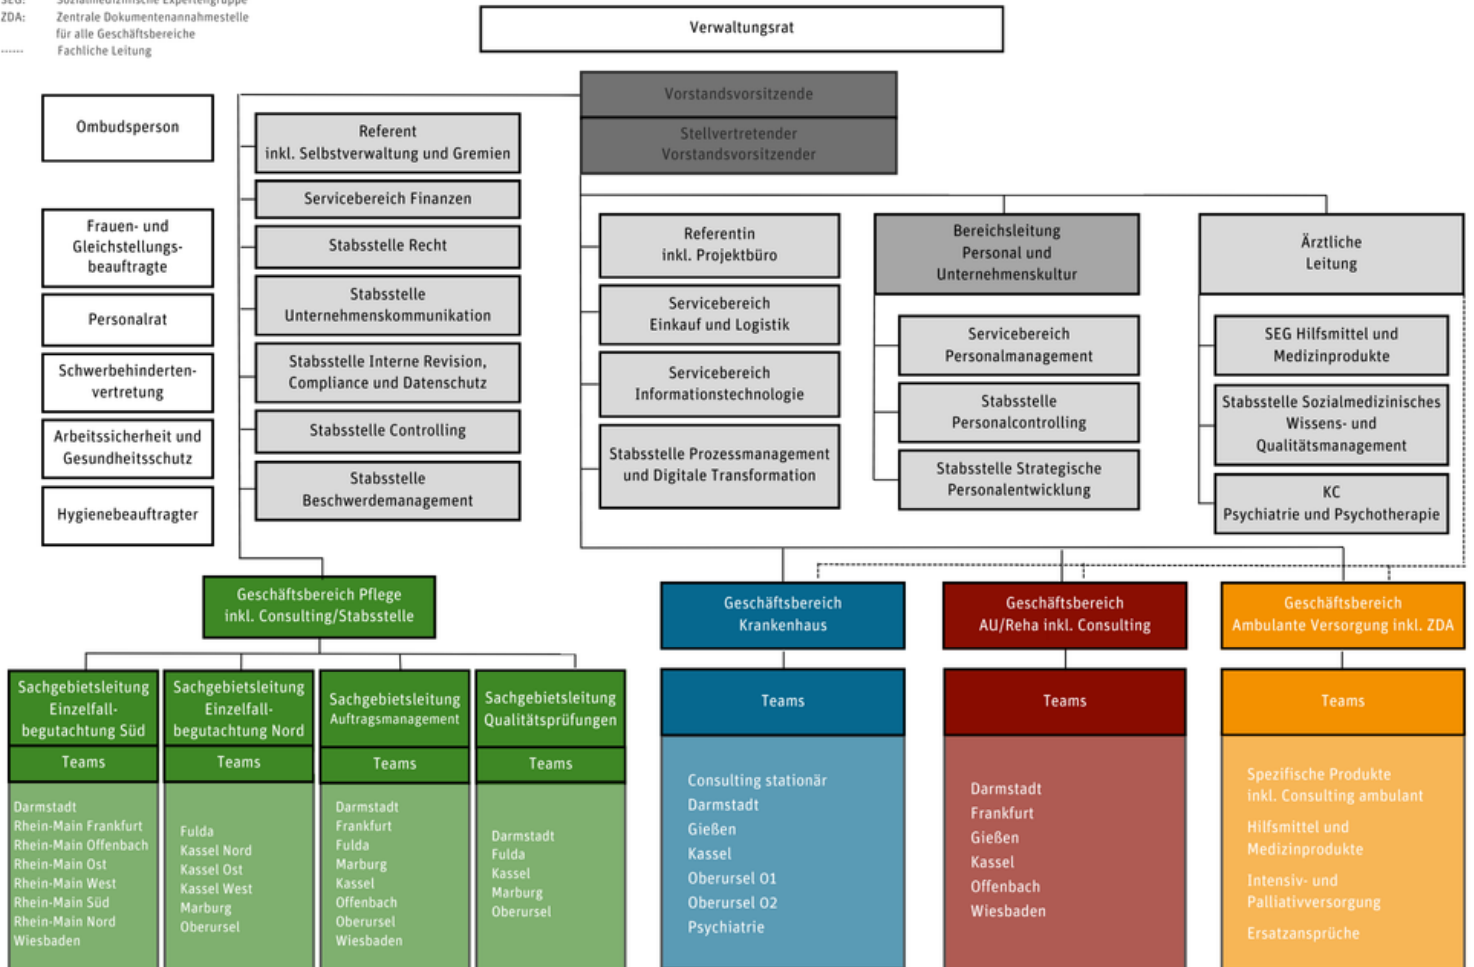 SEG: Sozialmedizinische Expertengruppe
ZDA: Zentrale Dokumentenannahmestelle
für alle Geschäftsbereiche
------ Fachliche Leitung
Verwaltungsrat
Vorstandsvorsitzende
Stellvertretender
Vorstandsvorsitzender
Ombudsperson
Frauen- und
Gleichstellungs-
beauftragte
Personalrat
Schwerbehinderten-
vertretung
Arbeitssicherheit und
Gesundheitsschutz
Hygienebeauftragter
Referent
inkl. Selbstverwaltung und Gremien
Servicebereich Finanzen
Stabsstelle Recht
Stabsstelle
Unternehmenskommunikation
Stabsstelle Interne Revision,
Compliance und Datenschutz
Stabsstelle Controlling
Stabsstelle
Beschwerdemanagement
Referentin
inkl. Projektbüro
Servicebereich
Einkauf und Logistik
Servicebereich
Informationstechnologie
Stabsstelle Prozessmanagement
und Digitale Transformation
Bereichsleitung
Personal und
Unternehmenskultur
Servicebereich
Personalmanagement
Stabsstelle
Personalcontrolling
Stabsstelle Strategische
Personalentwicklung
Ärztliche
Leitung
SEG Hilfsmittel und
Medizinprodukte
Stabsstelle Sozialmedizinisches
Wissens- und
Qualitätsmanagement
KC
Psychiatrie und Psychotherapie
Geschäftsbereich Pflege
inkl. Consulting/Stabsstelle
Sachgebietsleitung
Einzelfall-
begutachtung Süd
Teams
Darmstadt
Rhein-Main Frankfurt
Rhein-Main Offenbach
Rhein-Main Ost
Rhein-Main West
Rhein-Main Süd
Rhein-Main Nord
Wiesbaden
Sachgebietsleitung
Einzelfall-
begutachtung Nord
Teams
Fulda
Kassel Nord
Kassel Ost
Kassel West
Marburg
Oberursel
Sachgebietsleitung
Auftragsmanagement
Teams
Darmstadt
Frankfurt
Fulda
Marburg
Kassel
Offenbach
Oberursel
Wiesbaden
Sachgebietsleitung
Qualitätsprüfungen
Teams
Darmstadt
Fulda
Kassel
Marburg
Oberursel
Geschäftsbereich
Krankenhaus
Teams
Consulting stationär
Darmstadt
Gießen
Kassel
Oberursel O1
Oberursel O2
Psychiatrie
Geschäftsbereich
AU/Reha inkl. Consulting
Teams
Darmstadt
Frankfurt
Gießen
Kassel
Offenbach
Wiesbaden
Geschäftsbereich
Ambulante Versorgung inkl. ZDA
Teams
Spezifische Produkte
inkl. Consulting ambulant
Hilfsmittel und
Medizinprodukte
Intensiv- und
Palliativversorgung
Ersatzansprüche